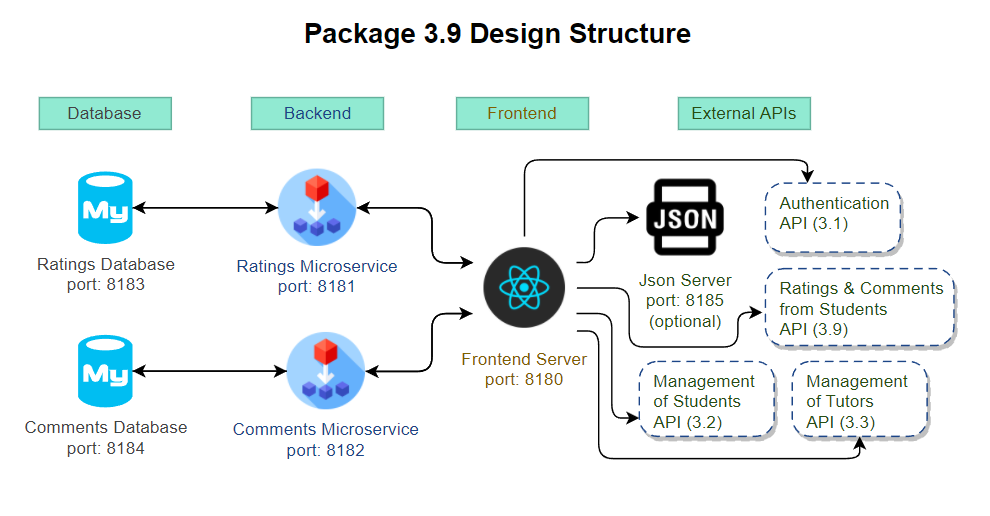 Package 3.9 Design Structure
Database
Backend
Frontend
External APIs
My
Ratings Database
port: 8183
Ratings Microservice
port: 8181
My
Comments Database
port: 8184
Comments Microservice
port: 8182
Frontend Server
port: 8180
JSON
Json Server
port: 8185
(optional)
Authentication
API (3.1)
Ratings & Comments
from Students
API (3.9)
Management
of Students
API (3.2)
Management
of Tutors
API (3.3)